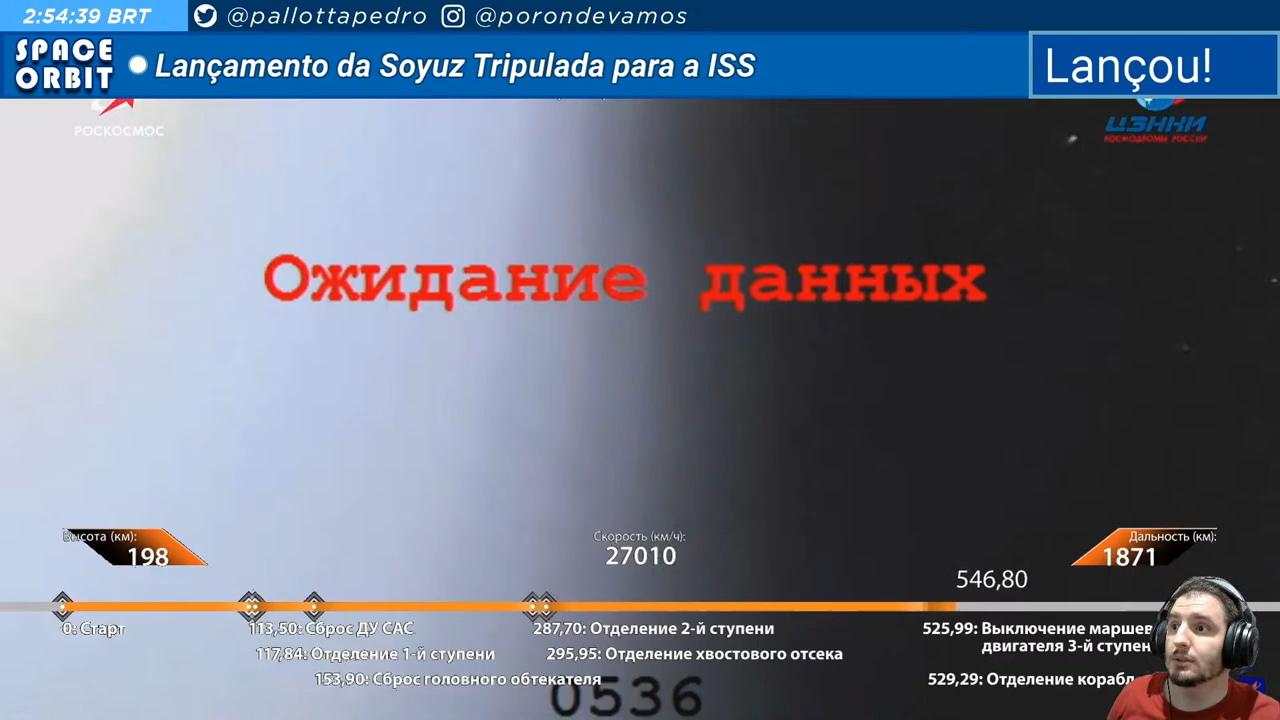 2:54:39 BRT @pallottapedro @porondevamos
SPACE
ORBIT
Lançamento da Soyuz Tripulada para a ISS
Lançou!
РОСКОСМОС
ЦЭННИ
КОСМОДРОМЫ РОССИИ
Ожидание данных
Высота (км):
198
Скорость (км/ч):
27010
Дальность (км):
1871
546,80
0: Старт
113,50: Сброс ДУ САС
117,84: Отделение 1-й ступени
153,90: Сброс головного обтекателя
287,70: Отделение 2-й ступени
295,95: Отделение хвостового отсека
525,99: Выключение маршев
двигателя 3-й ступен
529,29: Отделение корабл
0536